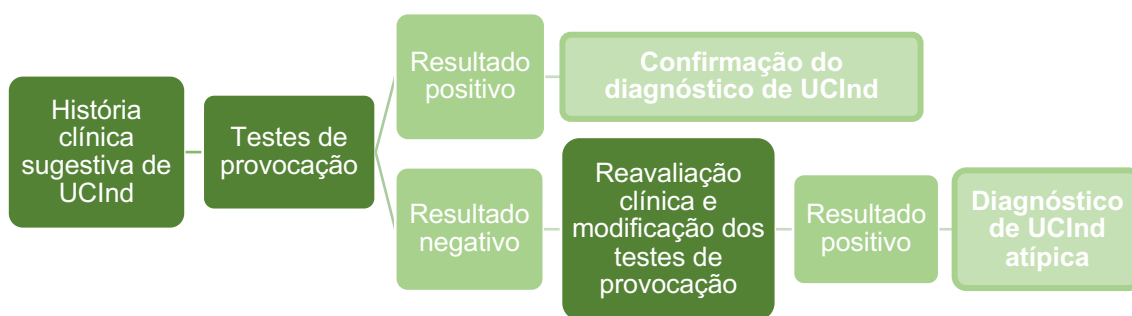 História
clínica
sugestiva de
UCInd
Testes de
provocação
Resultado
positivo
Confirmação do
diagnóstico de UCInd
Resultado
negativo
Reavaliação
clínica e
modificação dos
testes de
provocação
Resultado
positivo
Diagnóstico
de UCInd
atípica